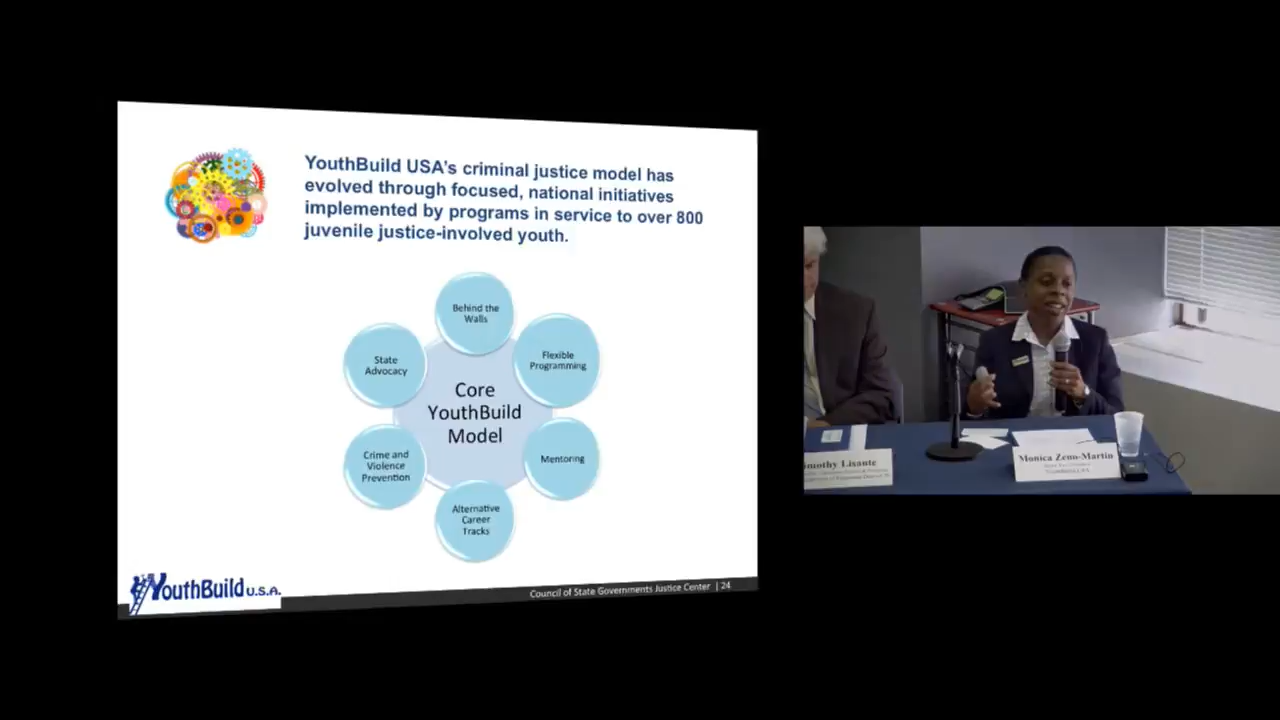 YouthBuild USA's criminal justice model has
evolved through focused, national initiatives
implemented by programs in service to over 800
juvenile justice-involved youth.
Behind the
Walls
State
Advocacy
Flexible
Programming
Core
YouthBuild
Model
Crime and
Violence
Prevention
Mentoring
Alternative
Career
Tracks
YouthBuild U.S.A.
Council of State Governments Justice Center | 24
imothy Lisante
Monica Zeno-Martin